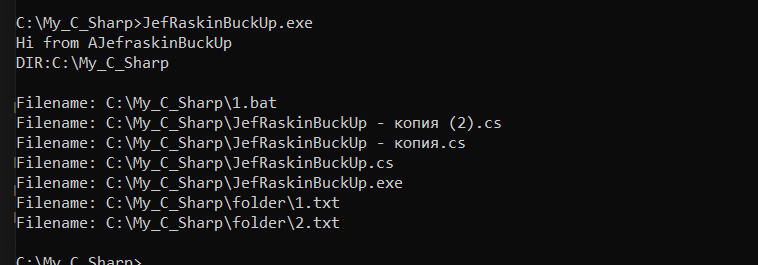 C:\My_C_Sharp>JefRaskinBuckUp.exe
Hi from AJefraskinBuckUp
DIR:C:\My_C_Sharp
Filename: C:\My_C_Sharp\1.bat
Filename: C:\My_C_Sharp\JefRaskinBuckUp - копия (2).cs
Filename: C:\My_C_Sharp\JefRaskinBuckUp - копия.cs
Filename: C:\My_C_Sharp\JefRaskinBuckUp.cs
Filename: C:\My_C_Sharp\JefRaskinBuckUp.exe
Filename: C:\My_C_Sharp\folder\1.txt
Filename: C:\My_C_Sharp\folder\2.txt
C:\My_C_Sharp>